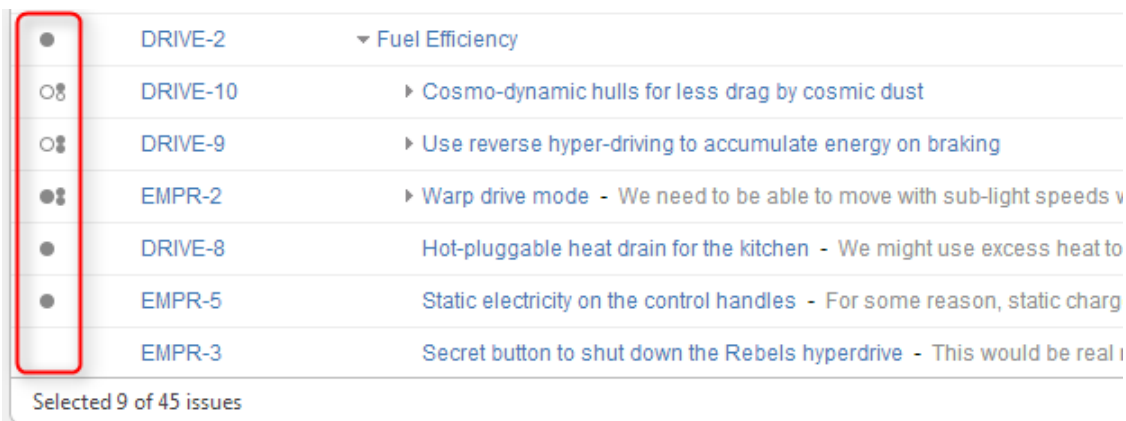 DRIVE-2 Fuel Efficiency
DRIVE-10 Cosmo-dynamic hulls for less drag by cosmic dust
DRIVE-9 Use reverse hyper-driving to accumulate energy on braking
EMPR-2 Warp drive mode - We need to be able to move with sub-light speeds
DRIVE-8 Hot-pluggable heat drain for the kitchen - We might use excess heat to
EMPR-5 Static electricity on the control handles - For some reason, static charg
EMPR-3 Secret button to shut down the Rebels hyperdrive - This would be real
Selected 9 of 45 issues